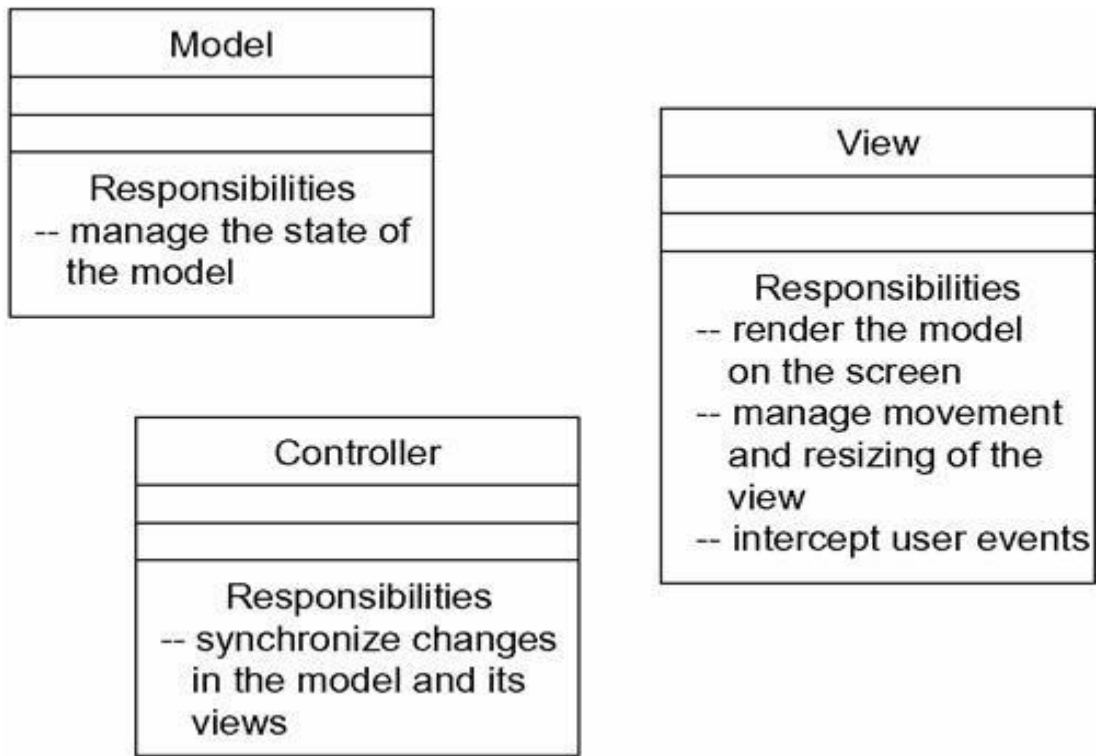 Model
Responsibilities
-- manage the state of
the model
View
Responsibilities
-- render the model
on the screen
-- manage movement
and resizing of the
view
-- intercept user events
Controller
Responsibilities
-- synchronize changes
in the model and its
views